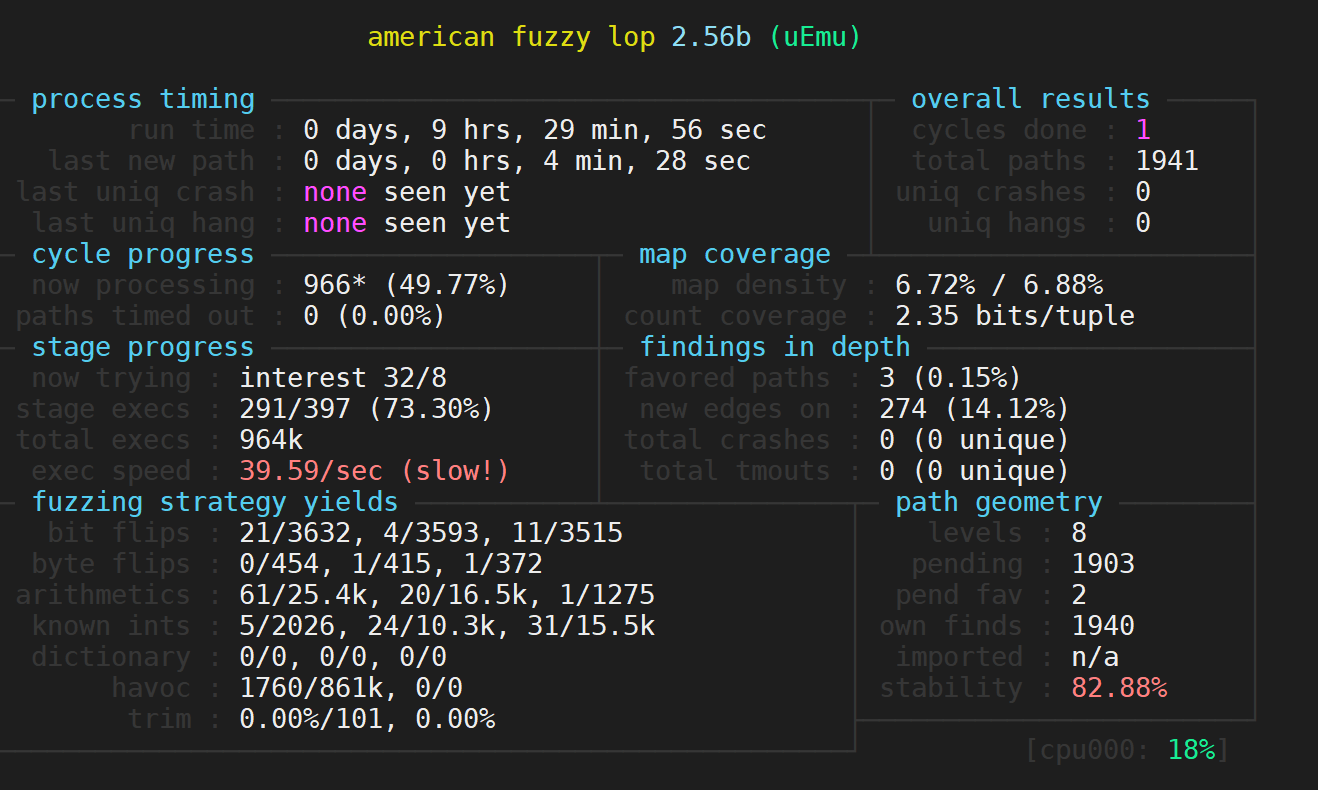 american fuzzy lop 2.56b (uEmu)
process timing overall results
run time : 0 days, 9 hrs, 29 min, 56 sec cycles done : 1
last new path : 0 days, 0 hrs, 4 min, 28 sec total paths : 1941
last uniq crash : none seen yet uniq crashes : 0
last uniq hang : none seen yet uniq hangs : 0
cycle progress map coverage
now processing : 966* (49.77%) map density : 6.72% / 6.88%
paths timed out : 0 (0.00%) count coverage : 2.35 bits/tuple
stage progress findings in depth
now trying : interest 32/8 favored paths : 3 (0.15%)
stage execs : 291/397 (73.30%) new edges on : 274 (14.12%)
total execs : 964k total crashes : 0 (0 unique)
exec speed : 39.59/sec (slow!) total tmouts : 0 (0 unique)
fuzzing strategy yields path geometry
bit flips : 21/3632, 4/3593, 11/3515 levels : 8
byte flips : 0/454, 1/415, 1/372 pending : 1903
arithmetics : 61/25.4k, 20/16.5k, 1/1275 pend fav : 2
known ints : 5/2026, 24/10.3k, 31/15.5k own finds : 1940
dictionary : 0/0, 0/0, 0/0 imported : n/a
havoc : 1760/861k, 0/0 stability : 82.88%
trim : 0.00%/101, 0.00%
[cpu000: 18%]